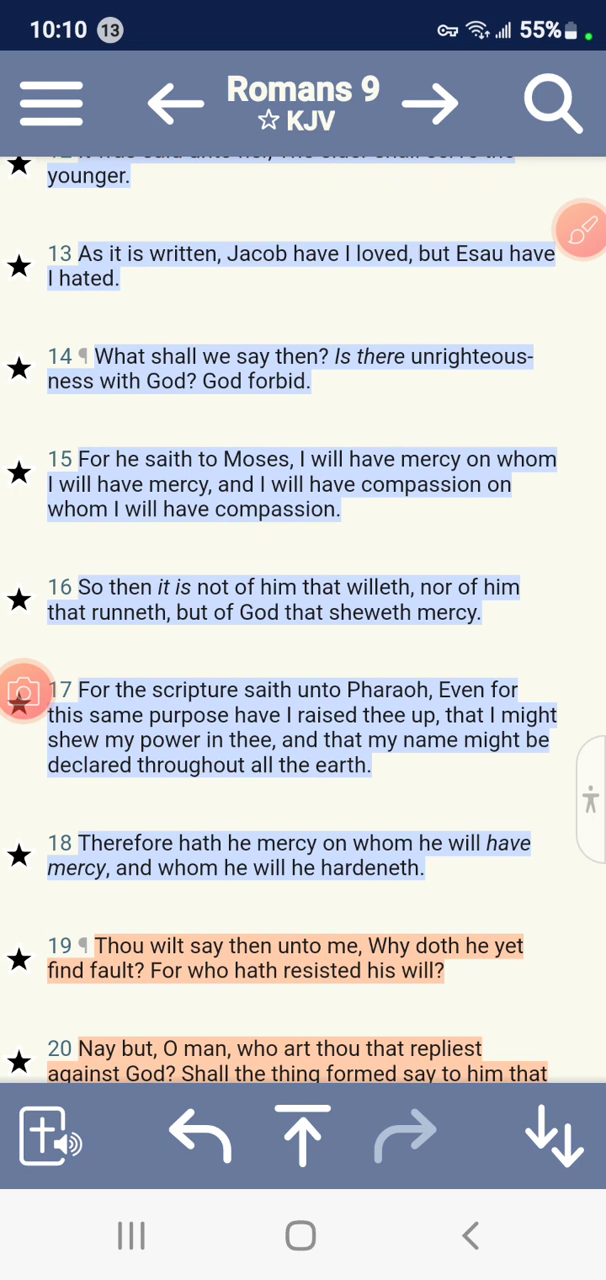 10:10 13 55%
Romans 9
☆ KJV
younger.
13 As it is written, Jacob have I loved, but Esau have
I hated.
14 ¶ What shall we say then? Is there unrighteous-
ness with God? God forbid.
15 For he saith to Moses, I will have mercy on whom
I will have mercy, and I will have compassion on
whom I will have compassion.
16 So then it is not of him that willeth, nor of him
that runneth, but of God that sheweth mercy.
17 For the scripture saith unto Pharaoh, Even for
this same purpose have I raised thee up, that I might
shew my power in thee, and that my name might be
declared throughout all the earth.
18 Therefore hath he mercy on whom he will have
mercy, and whom he will he hardeneth.
19 ¶ Thou wilt say then unto me, Why doth he yet
find fault? For who hath resisted his will?
20 Nay but, O man, who art thou that repliest
against God? Shall the thing formed say to him that